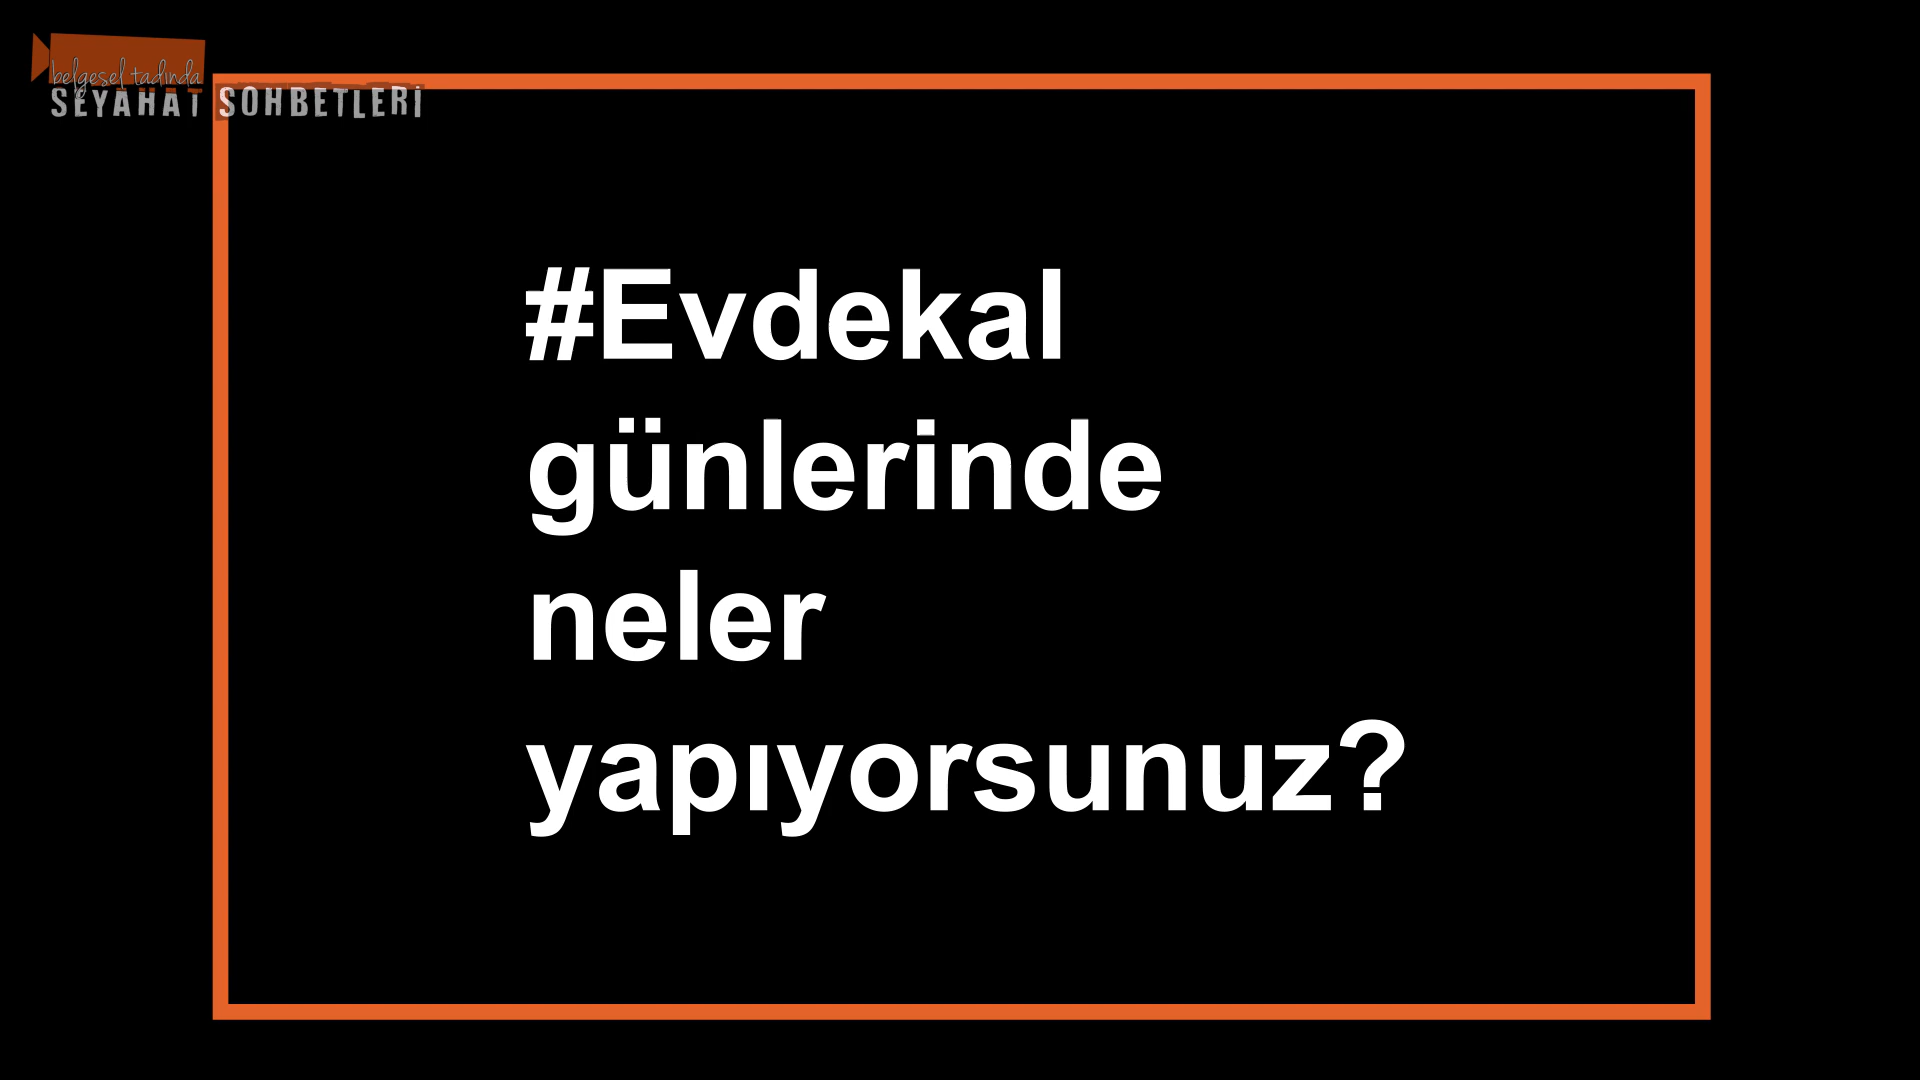 belgesel tadında
SEYAHAT SOHBETLERİ
#Evdekal
günlerinde
neler
yapıyorsunuz?